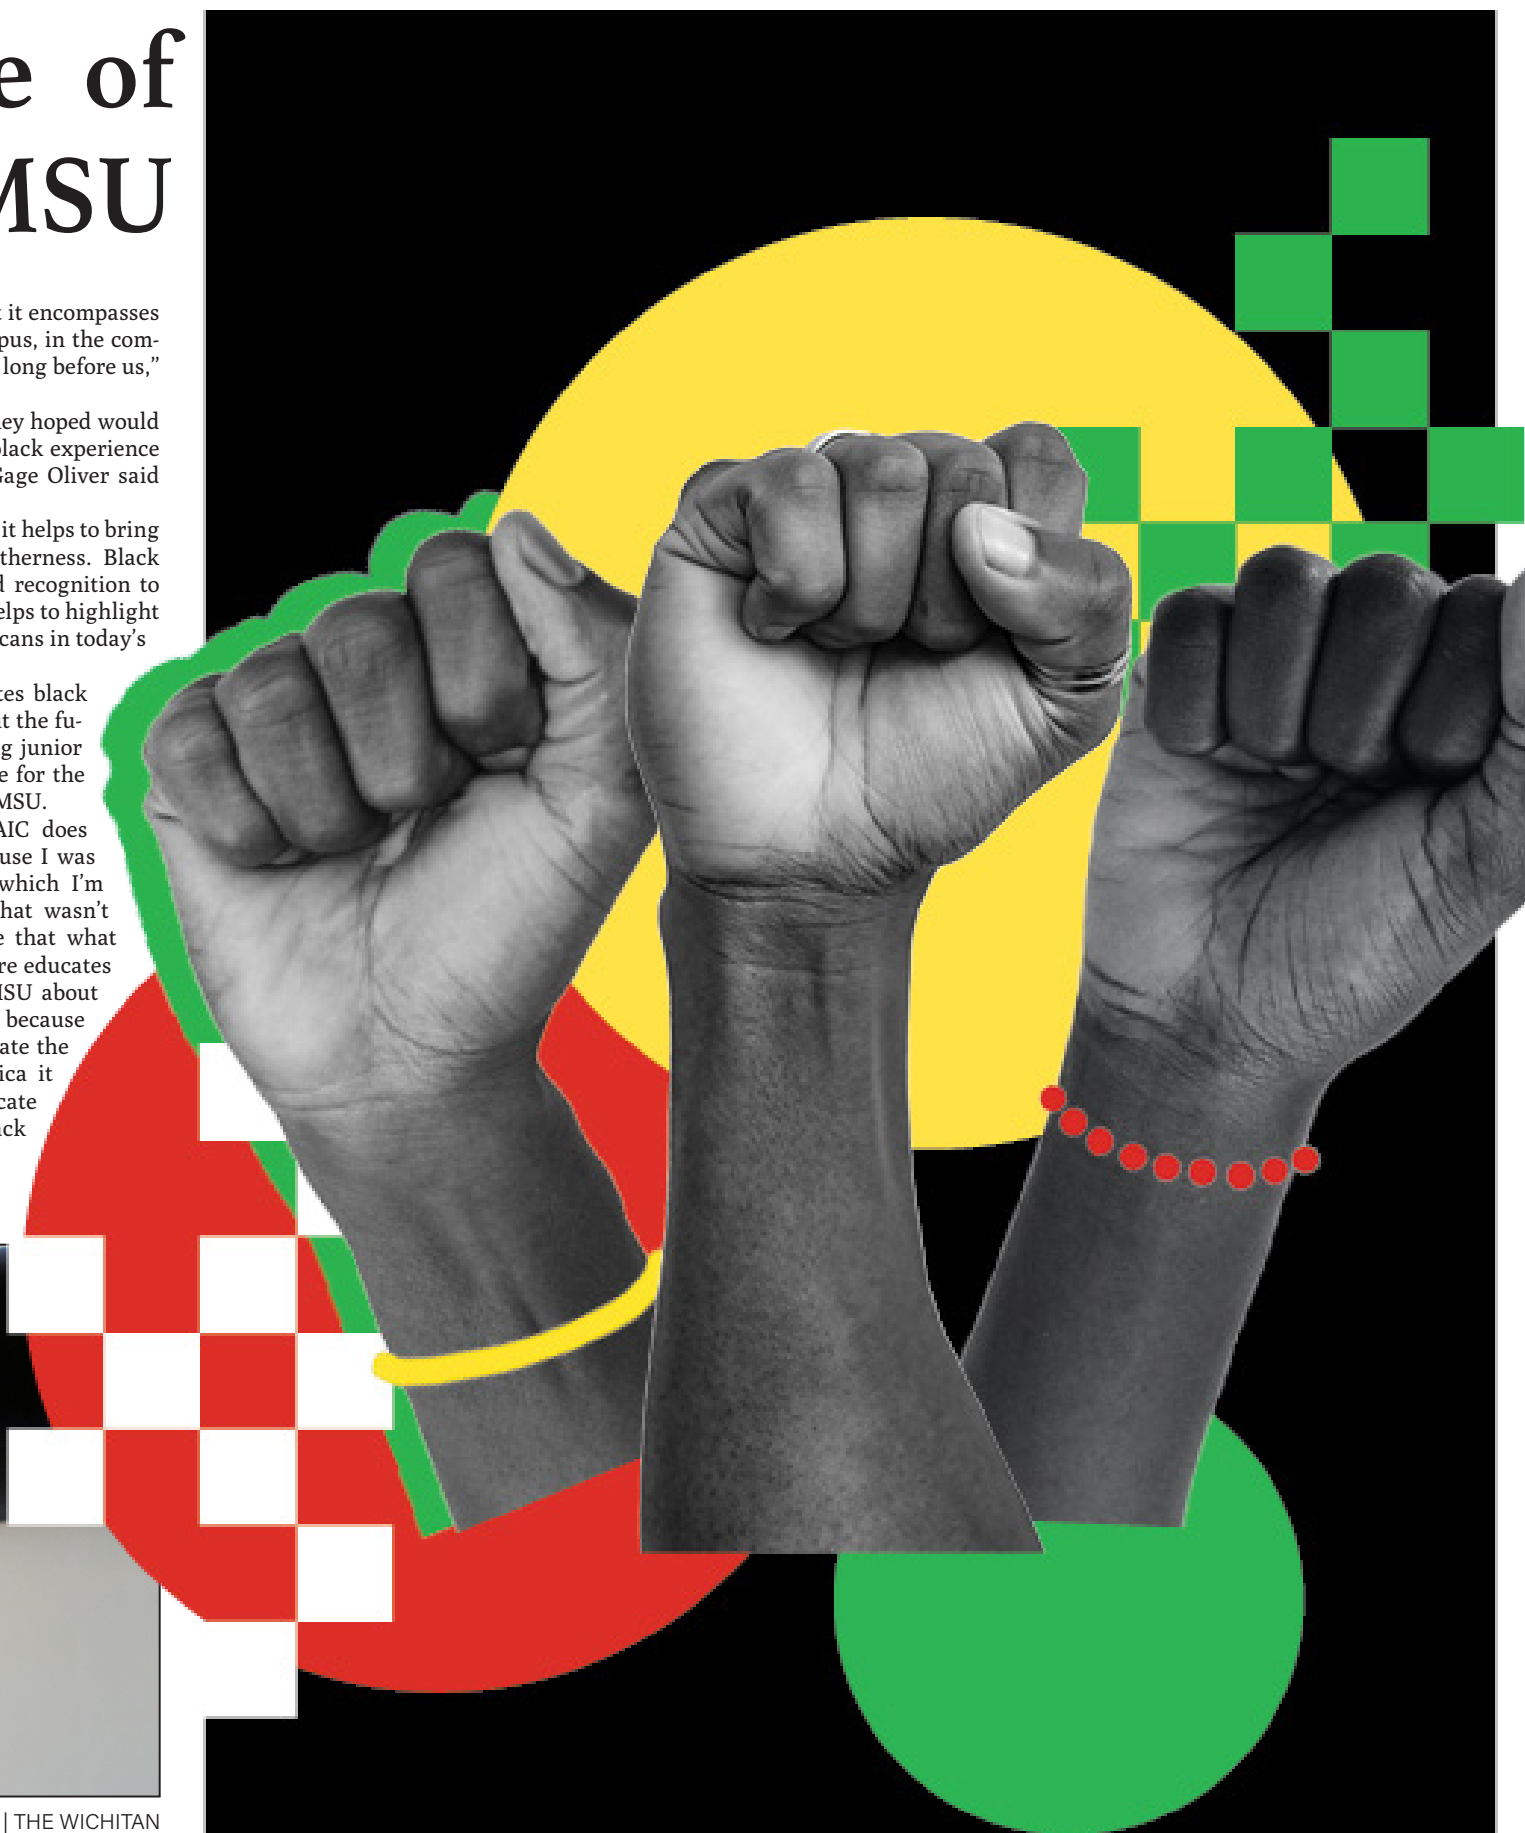 e of
MSU
it encompasses
pus, in the com-
long before us,”
ey hoped would
lack experience
Gage Oliver said
it helps to bring
therness. Black
d recognition to
elps to highlight
cans in today’s
tes black
t the fu-
g junior
e for the
MSU.
AIC does
use I was
which I’m
hat wasn’t
e that what
re educates
MSU about
because
ate the
ica it
cate
ack
| THE WICHITAN